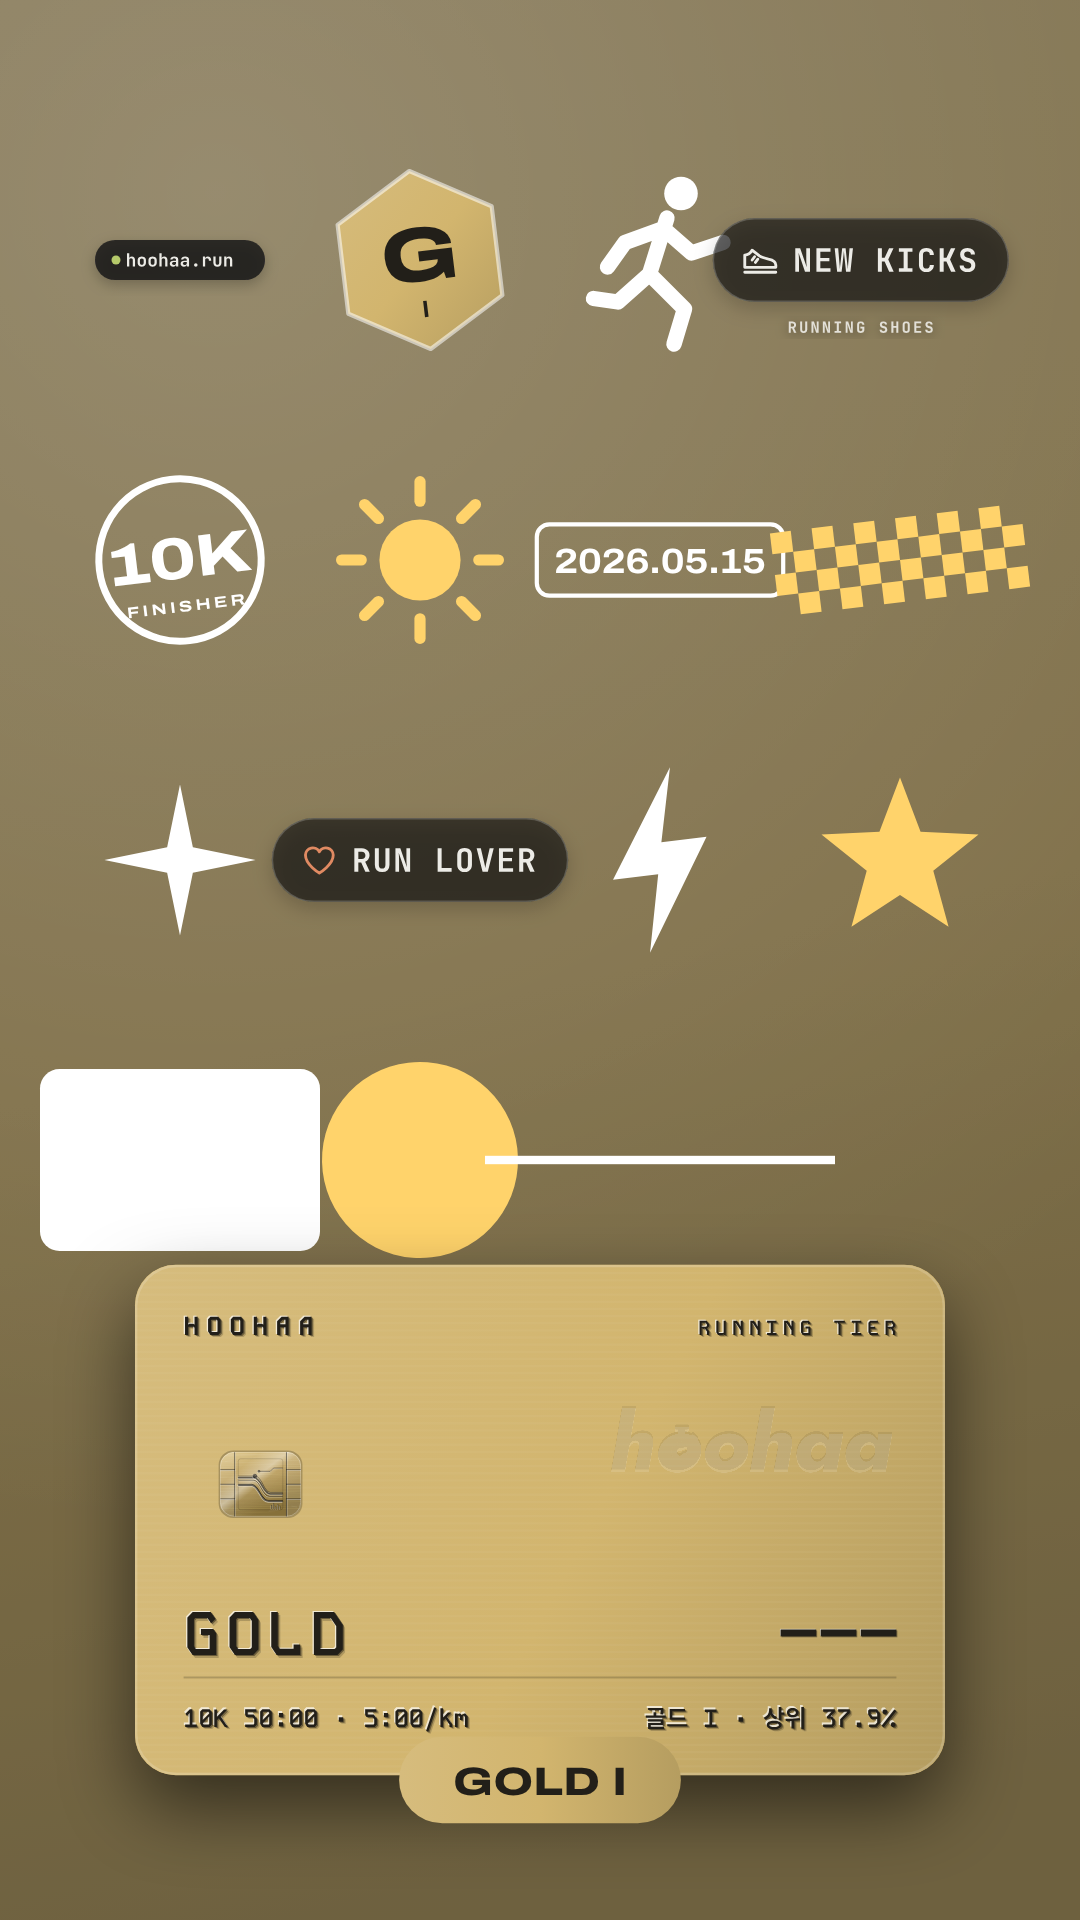 hoohaa.run
G
I
NEW KICKS
RUNNING SHOES
10K
FINISHER
2026.05.15
RUN LOVER
HOOHAA
RUNNING TIER
hoohaa
GOLD
———
10K 50:00 · 5:00/km
골드 I · 상위 37.9%
GOLD I